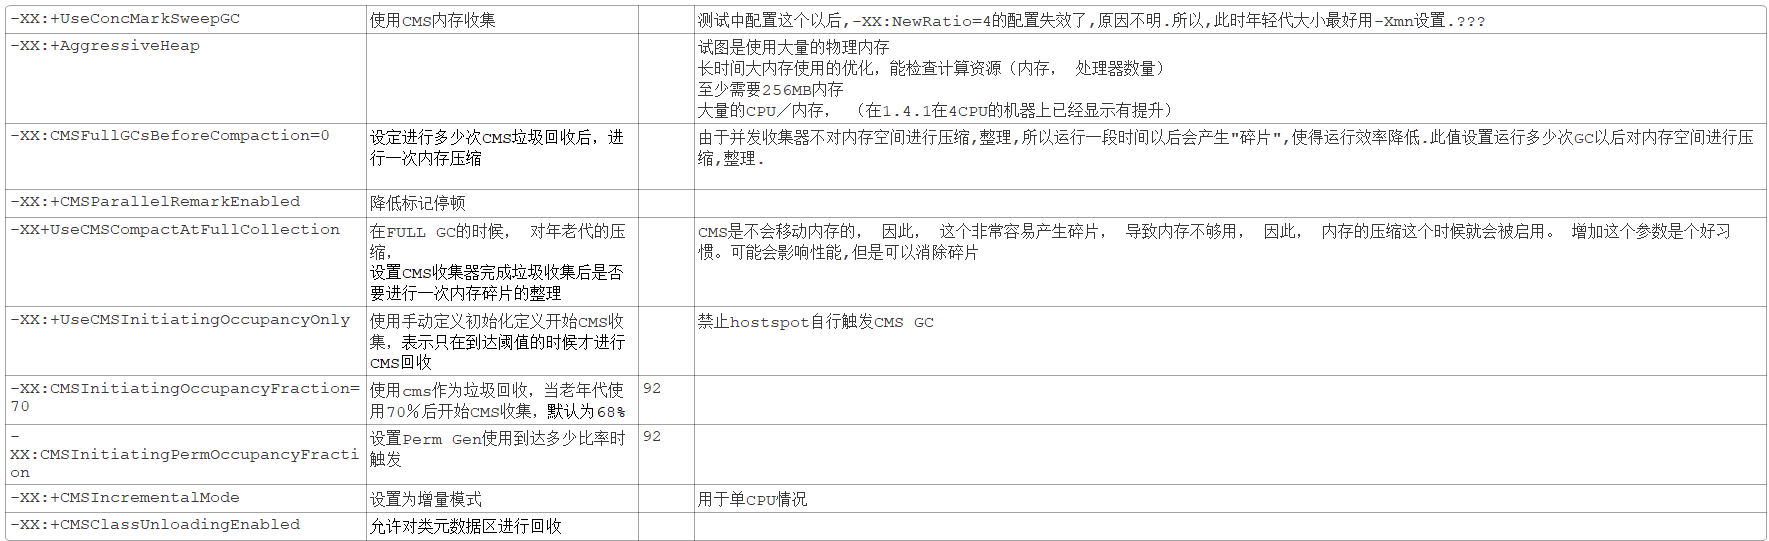 -XX:+UseConcMarkSweepGC
使用CMS内存收集
测试中配置这个以后,-XX:NewRatio=4的配置失效了,原因不明.所以,此时年轻代大小最好用-Xmn设置.???
-XX:+AggressiveHeap
试图是使用大量的物理内存
长时间大内存使用的优化，能检查计算资源（内存， 处理器数量）
至少需要256MB内存
大量的CPU／内存， （在1.4.1在4CPU的机器上已经显示有提升）
-XX:CMSFullGCsBeforeCompaction=0
设定进行多少次CMS垃圾回收后，进
行一次内存压缩
由于并发收集器不对内存空间进行压缩,整理,所以运行一段时间以后会产生"碎片",使得运行效率降低.此值设置运行多少次GC以后对内存空间进行压
缩,整理.
-XX:+CMSParallelRemarkEnabled
降低标记停顿
-XX+UseCMSCompactAtFullCollection
在FULL GC的时候， 对年老代的压
缩，
设置CMS收集器完成垃圾收集后是否
要进行一次内存碎片的整理
CMS是不会移动内存的， 因此， 这个非常容易产生碎片， 导致内存不够用， 因此， 内存的压缩这个时候就会被启用。 增加这个参数是个好习
惯。可能会影响性能,但是可以消除碎片
-XX:+UseCMSInitiatingOccupancyOnly
使用手动定义初始化定义开始CMS收
集，表示只在到达阈值的时候才进行
CMS回收
禁止hostspot自行触发CMS GC
-XX:CMSInitiatingOccupancyFraction=
70
使用cms作为垃圾回收，当老年代使
用70％后开始CMS收集，默认为68%
92
-
XX:CMSInitiatingPermOccupancyFracti
on
设置Perm Gen使用到达多少比率时
触发
92
-XX:+CMSIncrementalMode
设置为增量模式
用于单CPU情况
-XX:+CMSClassUnloadingEnabled
允许对类元数据区进行回收